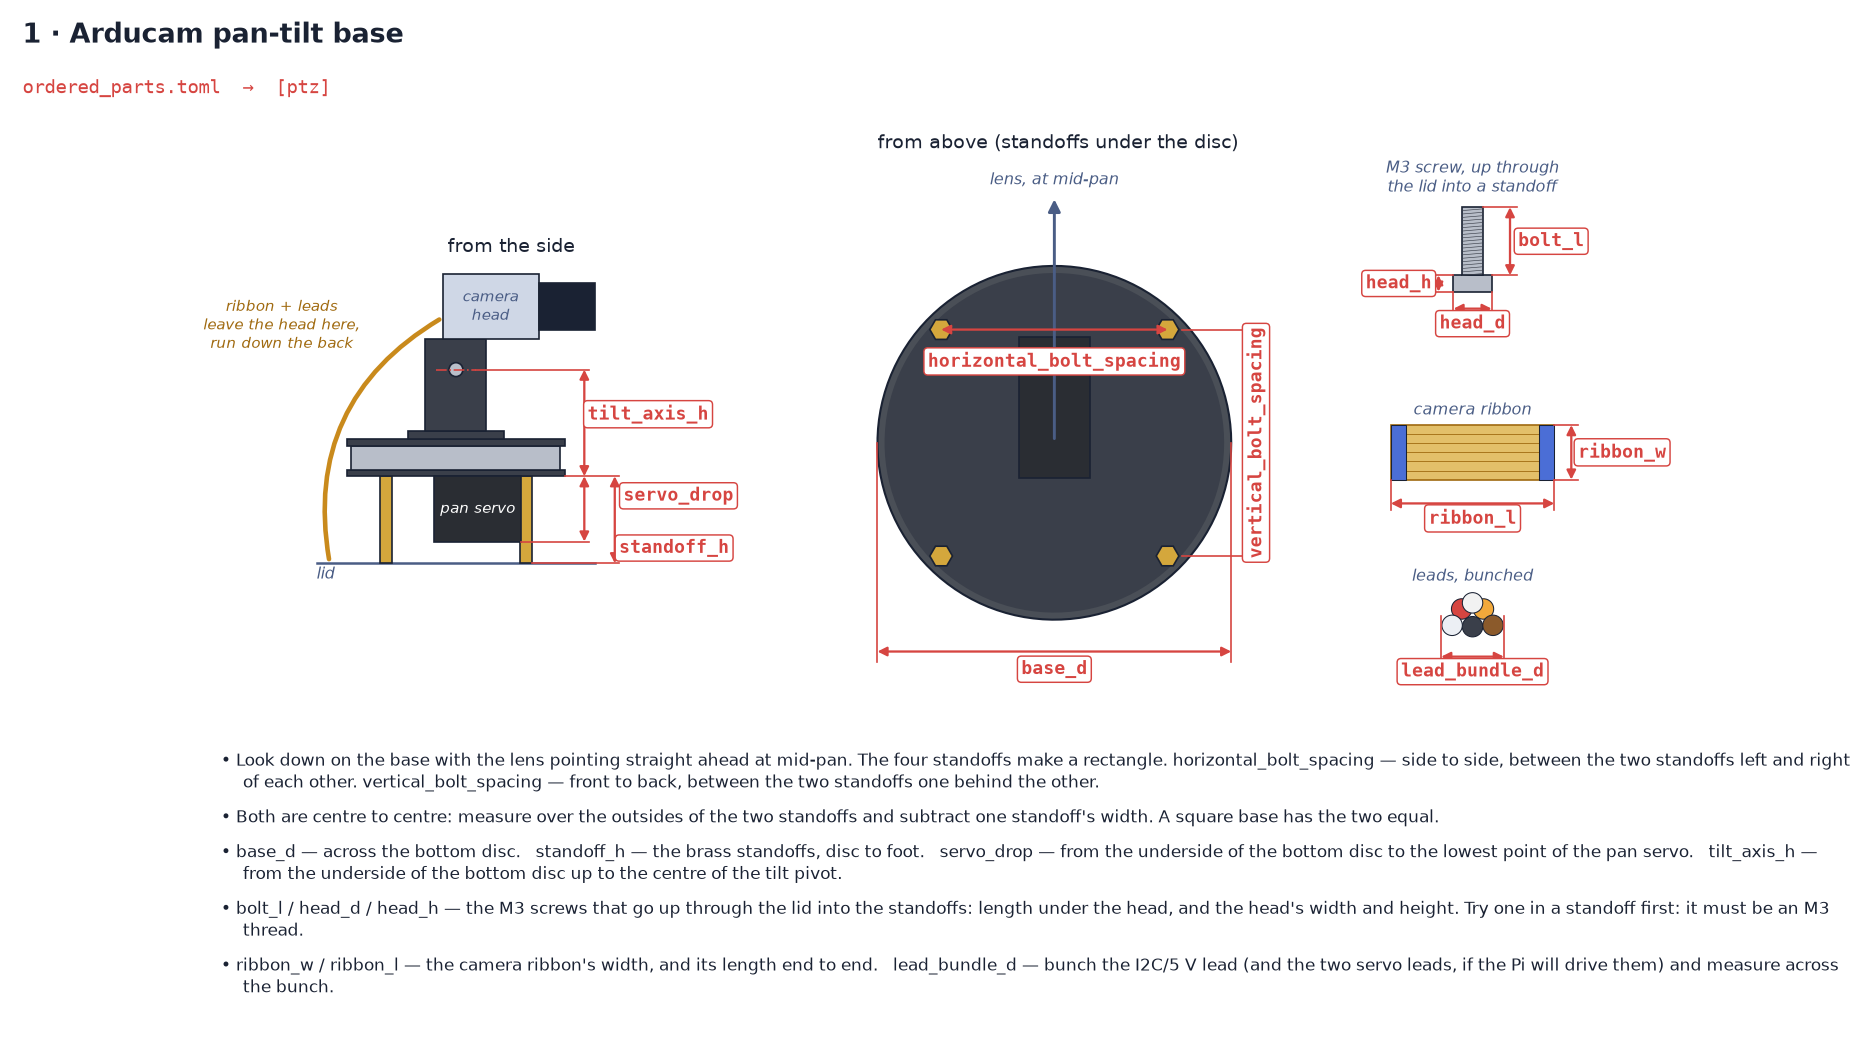 1 · Arducam pan-tilt base
ordered_parts.toml → [ptz]
from the side
ribbon + leads
leave the head here,
run down the back
camera
head
tilt_axis_h
servo_drop
pan servo
standoff_h
lid
from above (standoffs under the disc)
lens, at mid-pan
horizontal_bolt_spacing
vertical_bolt_spacing
base_d
M3 screw, up through
the lid into a standoff
bolt_l
head_h
head_d
camera ribbon
ribbon_w
ribbon_l
leads, bunched
lead_bundle_d
• Look down on the base with the lens pointing straight ahead at mid-pan. The four standoffs make a rectangle. horizontal_bolt_spacing — side to side, between the two standoffs left and right
of each other. vertical_bolt_spacing — front to back, between the two standoffs one behind the other.
• Both are centre to centre: measure over the outsides of the two standoffs and subtract one standoff's width. A square base has the two equal.
• base_d — across the bottom disc. standoff_h — the brass standoffs, disc to foot. servo_drop — from the underside of the bottom disc to the lowest point of the pan servo. tilt_axis_h —
from the underside of the bottom disc up to the centre of the tilt pivot.
• bolt_l / head_d / head_h — the M3 screws that go up through the lid into the standoffs: length under the head, and the head's width and height. Try one in a standoff first: it must be an M3
thread.
• ribbon_w / ribbon_l — the camera ribbon's width, and its length end to end. lead_bundle_d — bunch the I2C/5 V lead (and the two servo leads, if the Pi will drive them) and measure across
the bunch.